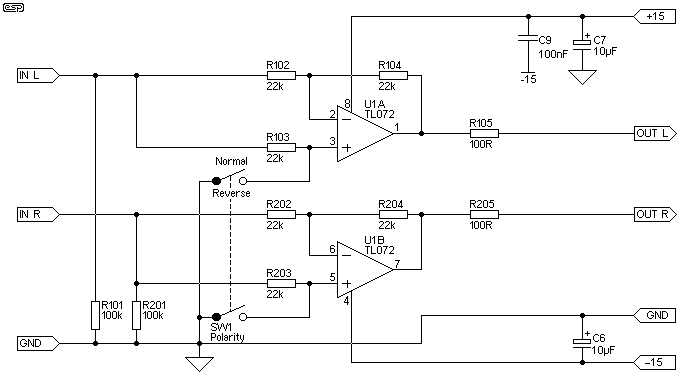 esp
+15
C9
100nF
-15
C7
+
10µF
IN L
R102
22k
R104
22k
8
U1A
TL072
2
−
1
3
+
R103
22k
R105
100R
OUT L
Normal
Reverse
IN R
R202
22k
R204
22k
R205
100R
OUT R
U1B
TL072
6
−
7
5
+
4
R203
22k
R101
100k
R201
100k
SW1
Polarity
GND
GND
C6
+
10µF
−15